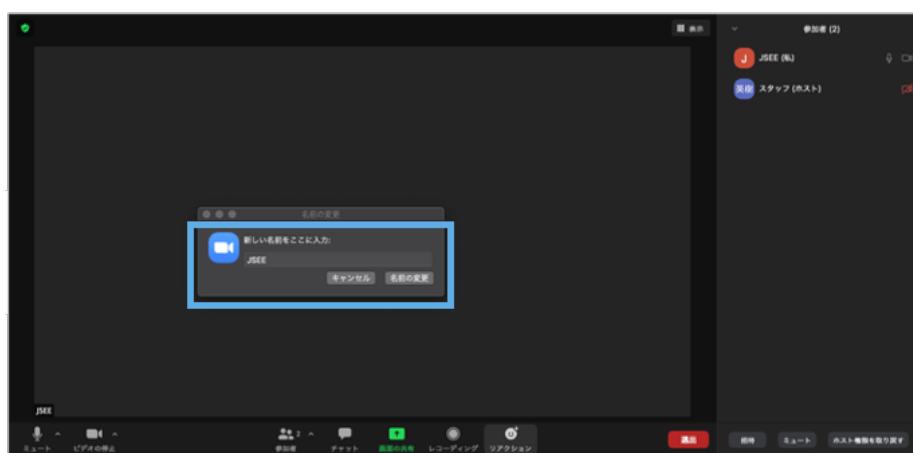 表示
参加者 (2)
J JSEE (私)
英樹 スタッフ (ホスト)
名前の変更
新しい名前をここに入力:
JSEE
キャンセル 名前の変更
JSEE
ミュート ビデオの停止 参加者 2 チャット 画面の共有 レコーディング リアクション 退出
招待 ミュート ホスト権限を取り戻す